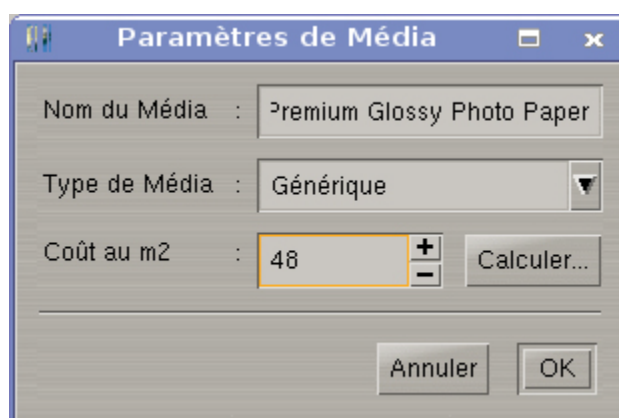 Paramètres de Média
Nom du Média : Premium Glossy Photo Paper
Type de Média : Générique
Coût au m2 : 48 + − Calculer...
Annuler OK